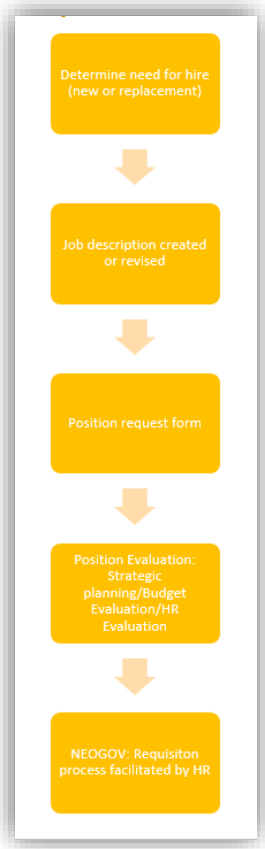 Determine need for hire
(new or replacement)
Job description created
or revised
Position request form
Position Evaluation:
Strategic
planning/Budget
Evaluation/HR
Evaluation
NEOGOV: Requisiton
process facilitated by HR